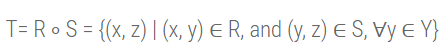 T= R ∘ S = {(x, z) | (x, y) ∈ R, and (y, z) ∈ S, ∀y ∈ Y}